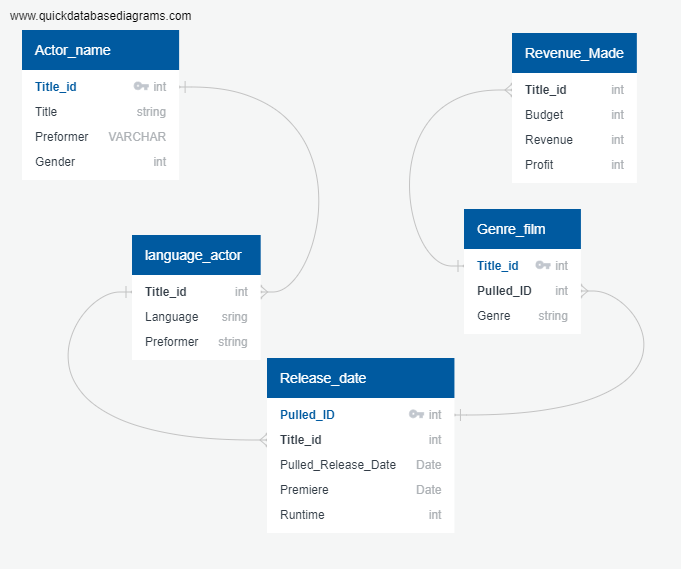 www.quickdatabasediagrams.com
Actor_name
Title_id int
Title string
Preformer VARCHAR
Gender int
Revenue_Made
Title_id int
Budget int
Revenue int
Profit int
language_actor
Title_id int
Language sring
Preformer string
Genre_film
Title_id int
Pulled_ID int
Genre string
Release_date
Pulled_ID int
Title_id int
Pulled_Release_Date Date
Premiere Date
Runtime int